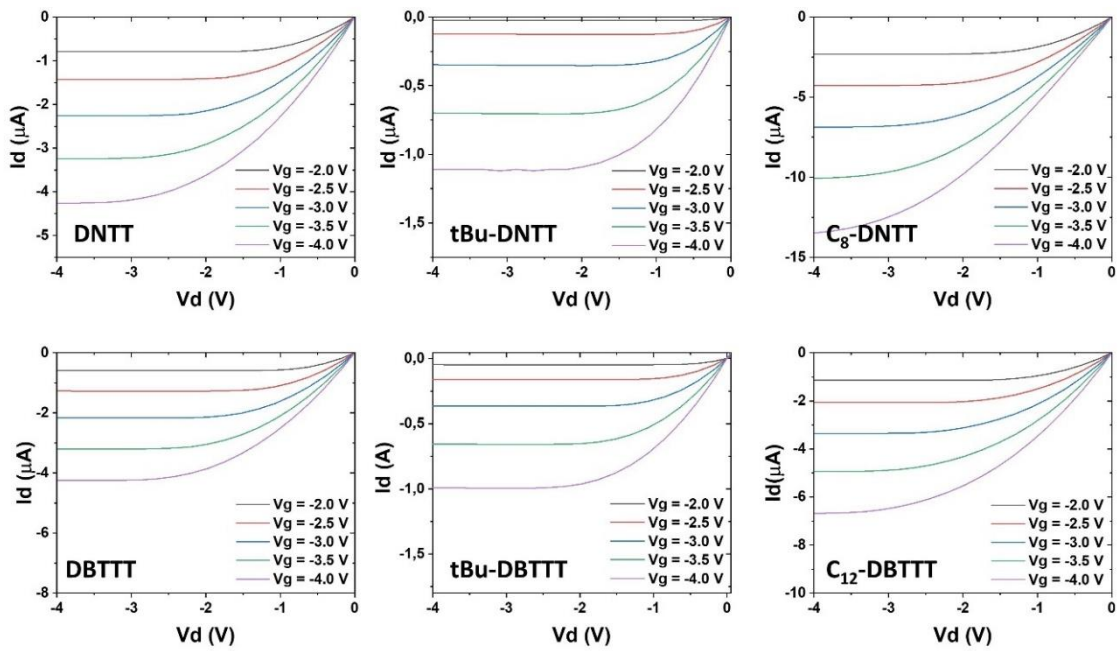 0
-1
-2
-3
-4
-5
Id (μA)
Vg = -2.0 V
Vg = -2.5 V
Vg = -3.0 V
Vg = -3.5 V
Vg = -4.0 V
DNTT
-4
-3
-2
-1
0
Vd (V)
0,0
-0,5
-1,0
-1,5
Id (μA)
Vg = -2.0 V
Vg = -2.5 V
Vg = -3.0 V
Vg = -3.5 V
Vg = -4.0 V
tBu-DNTT
-4
-3
-2
-1
0
Vd (V)
0
-5
-10
-15
Id (μA)
Vg = -2.0 V
Vg = -2.5 V
Vg = -3.0 V
Vg = -3.5 V
Vg = -4.0 V
C8-DNTT
-4
-3
-2
-1
0
Vd (V)
0
-2
-4
-6
-8
Id (μA)
Vg = -2.0 V
Vg = -2.5 V
Vg = -3.0 V
Vg = -3.5 V
Vg = -4.0 V
DBTTT
-4
-3
-2
-1
0
Vd (V)
0,0
-0,5
-1,0
-1,5
Id (A)
Vg = -2.0 V
Vg = -2.5 V
Vg = -3.0 V
Vg = -3.5 V
Vg = -4.0 V
tBu-DBTTT
-4
-3
-2
-1
0
Vd (V)
0
-2
-4
-6
-8
-10
Id(μA)
Vg = -2.0 V
Vg = -2.5 V
Vg = -3.0 V
Vg = -3.5 V
Vg = -4.0 V
C12-DBTTT
-4
-3
-2
-1
0
Vd (V)